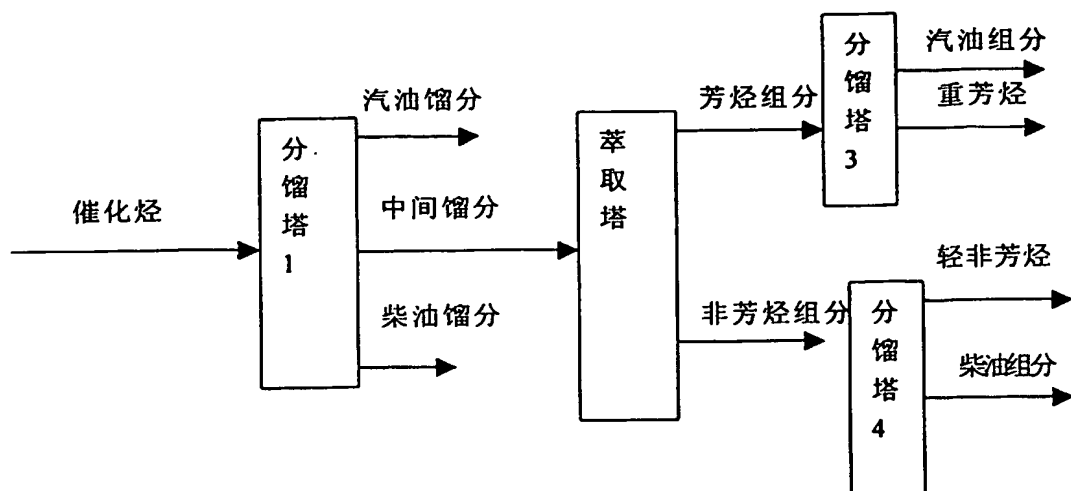 催化烃
分馏塔1
汽油馏分
中间馏分
柴油馏分
萃取塔
芳烃组分
非芳烃组分
分馏塔3
汽油组分
重芳烃
分馏塔4
轻非芳烃
柴油组分